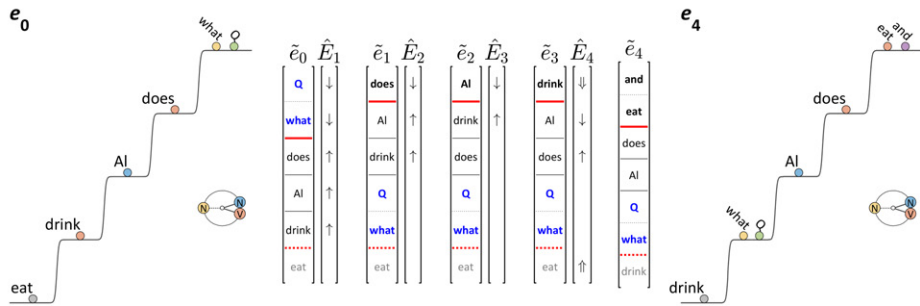 e₀
what Q
does
Al
drink
eat
N N V
ẽ₀ Ê₁ ẽ₁ Ê₂ ẽ₂ Ê₃ ẽ₃ Ê₄ ẽ₄
Q ↓ does ↓ Al ↓ drink ⇓ and
what ↓ Al ↑ drink ↑ Al ↓ eat
does ↑ drink ↑ does does ↑ does
Al ↑ Q Q Q Al
drink ↑ what what what Q
eat eat eat eat ⇑ what
drink
e₄
eat and
does
Al
what Q
drink
N N V